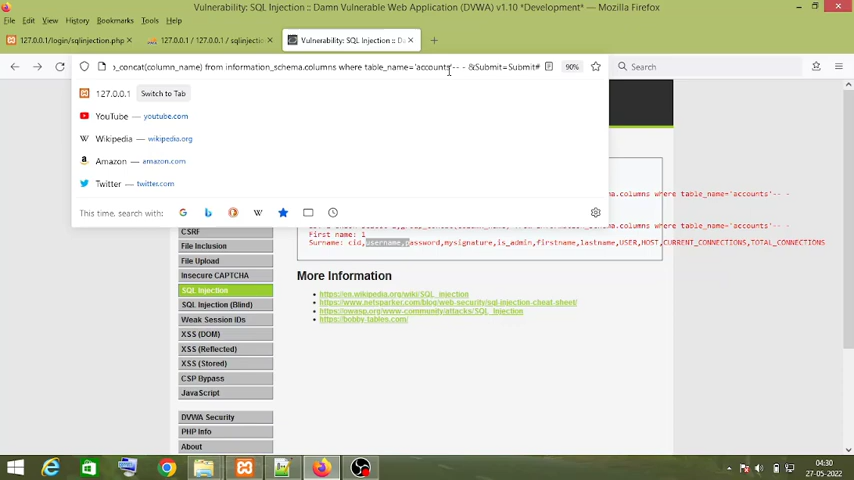 Vulnerability: SQL Injection :: Damn Vulnerable Web Application (DVWA) v1.10 *Development* — Mozilla Firefox
File Edit View History Bookmarks Tools Help
127.0.0.1/login/sqlinjection.php
127.0.0.1 / 127.0.0.1 / sqlinjectio
Vulnerability: SQL Injection :: Da
p_concat(column_name) from information_schema.columns where table_name='accounts'-- - &Submit=Submit#
90%
Search
127.0.0.1 Switch to Tab
YouTube — youtube.com
Wikipedia — wikipedia.org
Amazon — amazon.com
Twitter — twitter.com
This time, search with:
a.columns where table_name='accounts'-- -
a.columns where table_name='accounts'-- -
First name: 1
Surname: cid,username,password,mysignature,is_admin,firstname,lastname,USER,HOST,CURRENT_CONNECTIONS,TOTAL_CONNECTIONS
CSRF
File Inclusion
File Upload
Insecure CAPTCHA
SQL Injection
SQL Injection (Blind)
Weak Session IDs
XSS (DOM)
XSS (Reflected)
XSS (Stored)
CSP Bypass
JavaScript
DVWA Security
PHP Info
About
More Information
https://en.wikipedia.org/wiki/SQL_injection
https://www.netsparker.com/blog/web-security/sql-injection-cheat-sheet/
https://owasp.org/www-community/attacks/SQL_Injection
https://bobby-tables.com/
04:30
27-05-2022